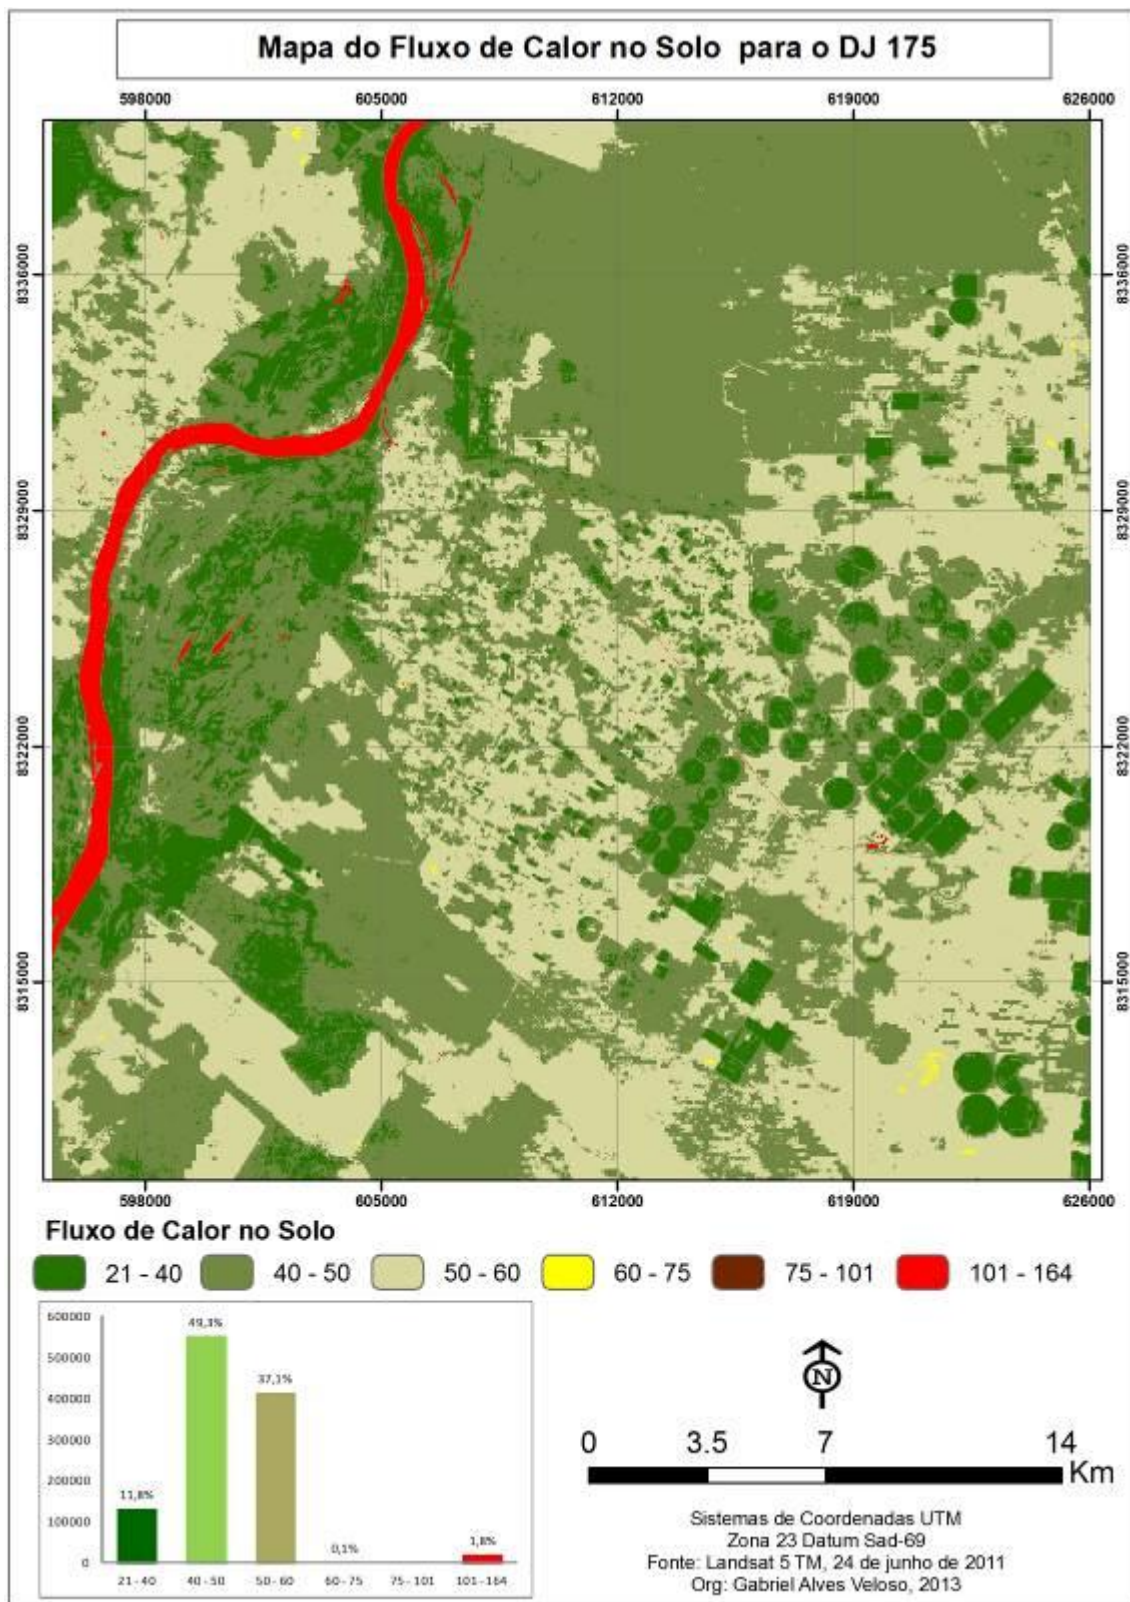 Mapa do Fluxo de Calor no Solo para o DJ 175
598000 605000 612000 619000 626000
8336000 8336000
8329000 8329000
8322000 8322000
8315000 8315000
598000 605000 612000 619000 626000
Fluxo de Calor no Solo
21 - 40 40 - 50 50 - 60 60 - 75 75 - 101 101 - 164
600000
500000
400000
300000
200000
100000
0
11,8% 49,3% 37,1% 0,1% 1,8%
21 - 40 40 - 50 50 - 60 60 - 75 75 - 101 101 - 164
N
0 3.5 7 14
Km
Sistemas de Coordenadas UTM
Zona 23 Datum Sad-69
Fonte: Landsat 5 TM, 24 de junho de 2011
Org: Gabriel Alves Veloso, 2013